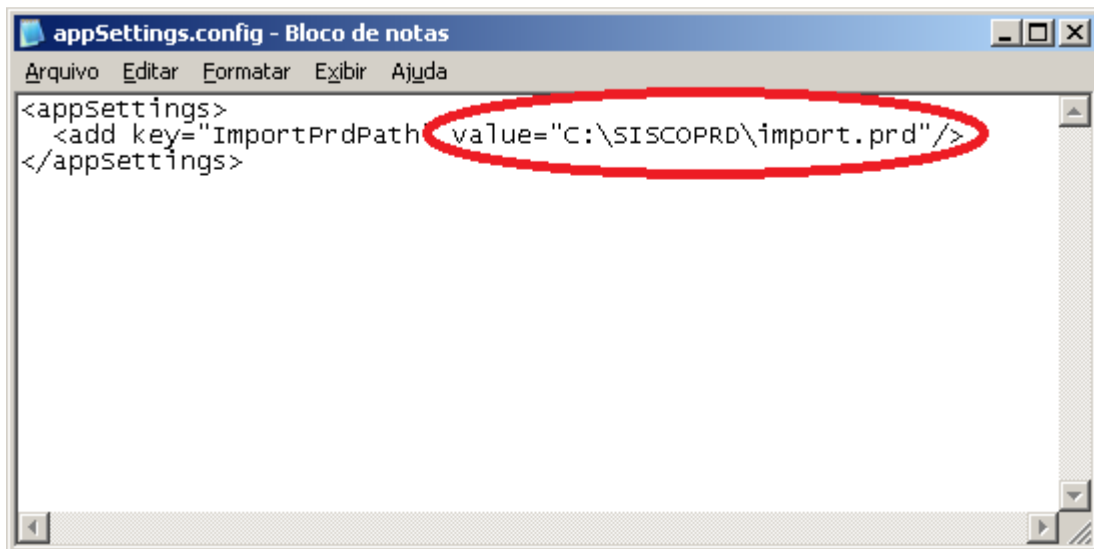 appSettings.config - Bloco de notas
Arquivo Editar Formatar Exibir Ajuda
<appSettings>
<add key="ImportPrdPath" value="C:\SISCOPRD\import.prd"/>
</appSettings>